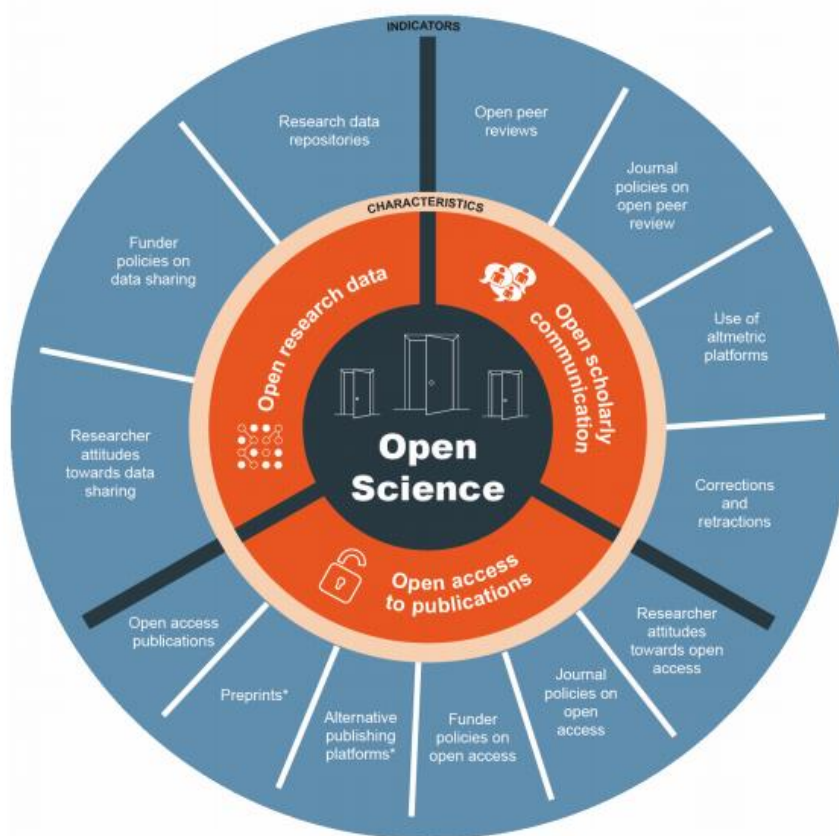 INDICATORS
CHARACTERISTICS
Open
Science
Open research data
Research data
repositories
Funder
policies on
data sharing
Researcher
attitudes
towards data
sharing
Open scholarly
communication
Open peer
reviews
Journal
policies on
open peer
review
Use of
altmetric
platforms
Corrections
and
retractions
Open access
to publications
Open access
publications
Preprints*
Alternative
publishing
platforms*
Funder
policies on
open access
Journal
policies on
open
access
Researcher
attitudes
towards open
access